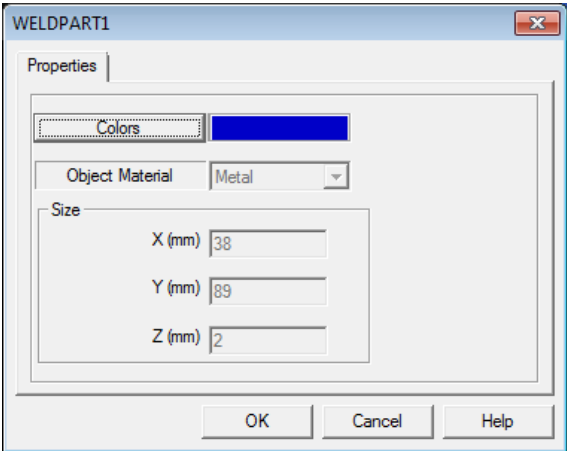 WELDPART1
Properties
Colors
Object Material Metal
Size
X (mm) 38
Y (mm) 89
Z (mm) 2
OK Cancel Help